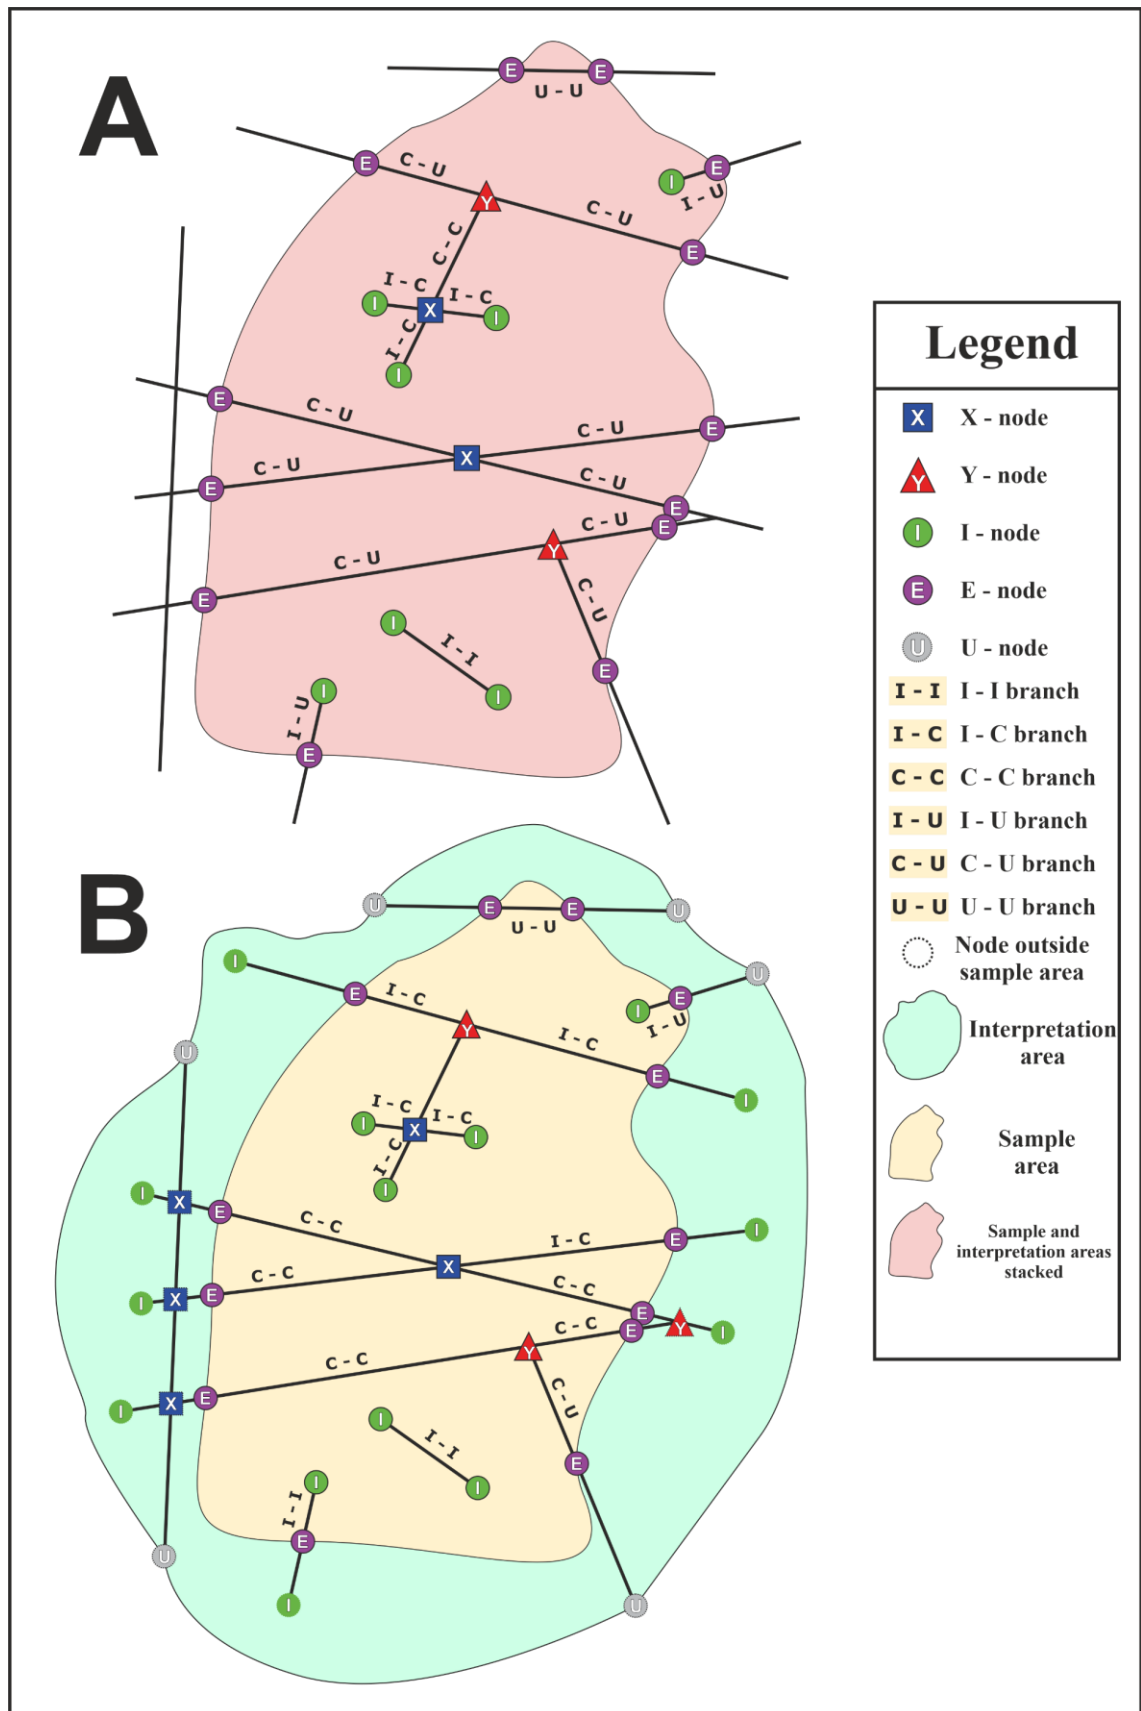 A
E E
U - U
E C - U
I E
I - U
Y
C - U
E
C - C
I - C I - C
I X I
I - C
I
E
C - U
C - U E
X
C - U
E
C - U
E
C - U E
Y
C - U
E
C - U
I
I - I
E
I
I
I - U
E
B
U E E U
U - U
I
E I - C
U
E
I
I - U
Y
I - C
U
E
I
I - C I - C
I X I
I - C
I
I X E
C - C
I - C E I
X
C - C
I X E
C - C
E
C - C E Y I
Y
C - C
I X E
C - U
I
I - I
E
I
I
I - I
E
U
I
U
Legend
X X - node
Y Y - node
I I - node
E E - node
U U - node
I - I I - I branch
I - C I - C branch
C - C C - C branch
I - U I - U branch
C - U C - U branch
U - U U - U branch
Node outside
sample area
Interpretation
area
Sample
area
Sample and
interpretation areas
stacked